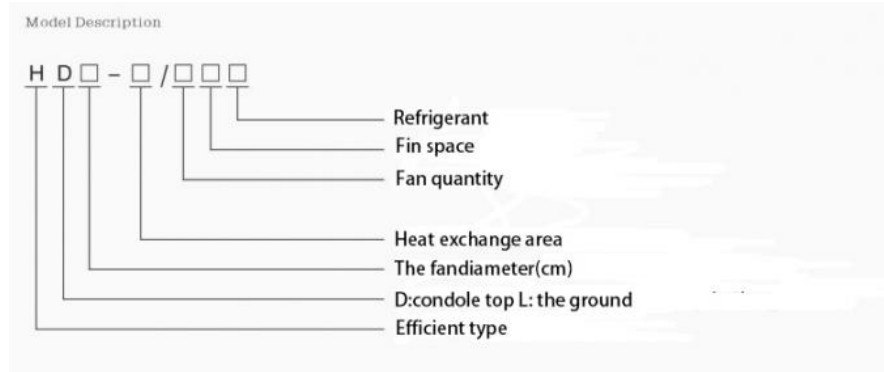 Model Description
H D□-□/□□□
Refrigerant
Fin space
Fan quantity
Heat exchange area
The fandiameter(cm)
D:condole top L: the ground
Efficient type